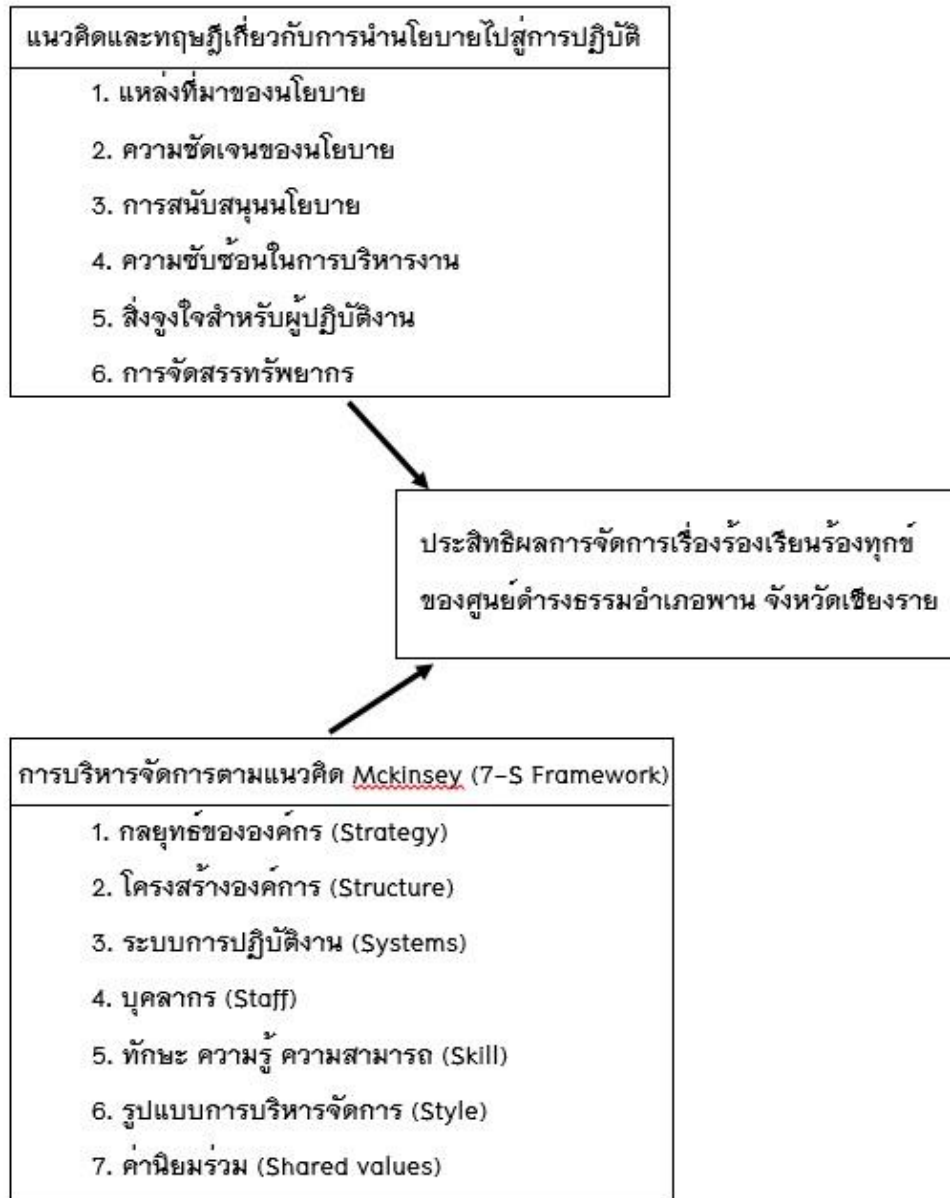 แนวคิดและทฤษฎีเกี่ยวกับการนำนโยบายไปสู่การปฏิบัติ
1. แหล่งที่มาของนโยบาย
2. ความชัดเจนของนโยบาย
3. การสนับสนุนนโยบาย
4. ความซับซ้อนในการบริหารงาน
5. สิ่งจูงใจสำหรับผู้ปฏิบัติงาน
6. การจัดสรรทรัพยากร
ประสิทธิผลการจัดการเรื่องร้องเรียนร้องทุกข์
ของศูนย์ดำรงธรรมอำเภอพาน จังหวัดเชียงราย
การบริหารจัดการตามแนวคิด Mckinsey (7-S Framework)
1. กลยุทธ์ขององค์กร (Strategy)
2. โครงสร้างองค์การ (Structure)
3. ระบบการปฏิบัติงาน (Systems)
4. บุคลากร (Staff)
5. ทักษะ ความรู้ ความสามารถ (Skill)
6. รูปแบบการบริหารจัดการ (Style)
7. ค่านิยมร่วม (Shared values)